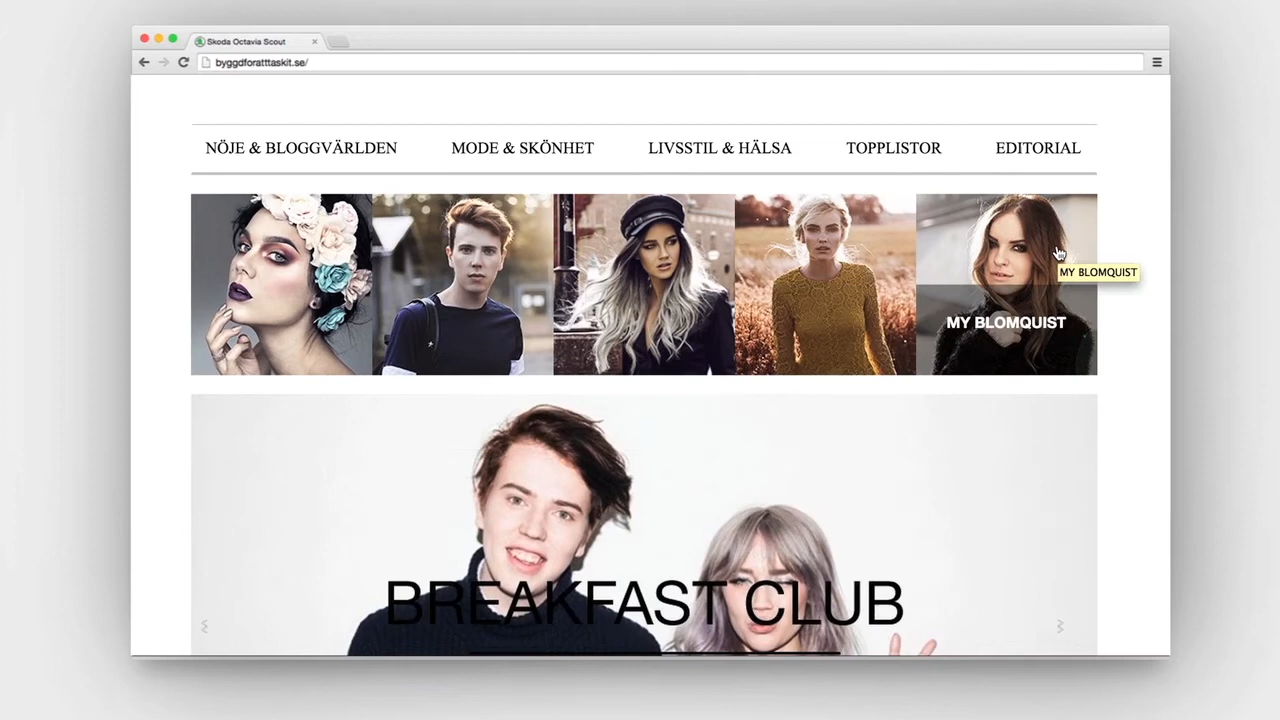 Skoda Octavia Scout
byggdforatttaskit.se/
NÖJE & BLOGGVÄRLDEN MODE & SKÖNHET LIVSSTIL & HÄLSA TOPPLISTOR EDITORIAL
MY BLOMQUIST
MY BLOMQUIST
BREAKFAST CLUB